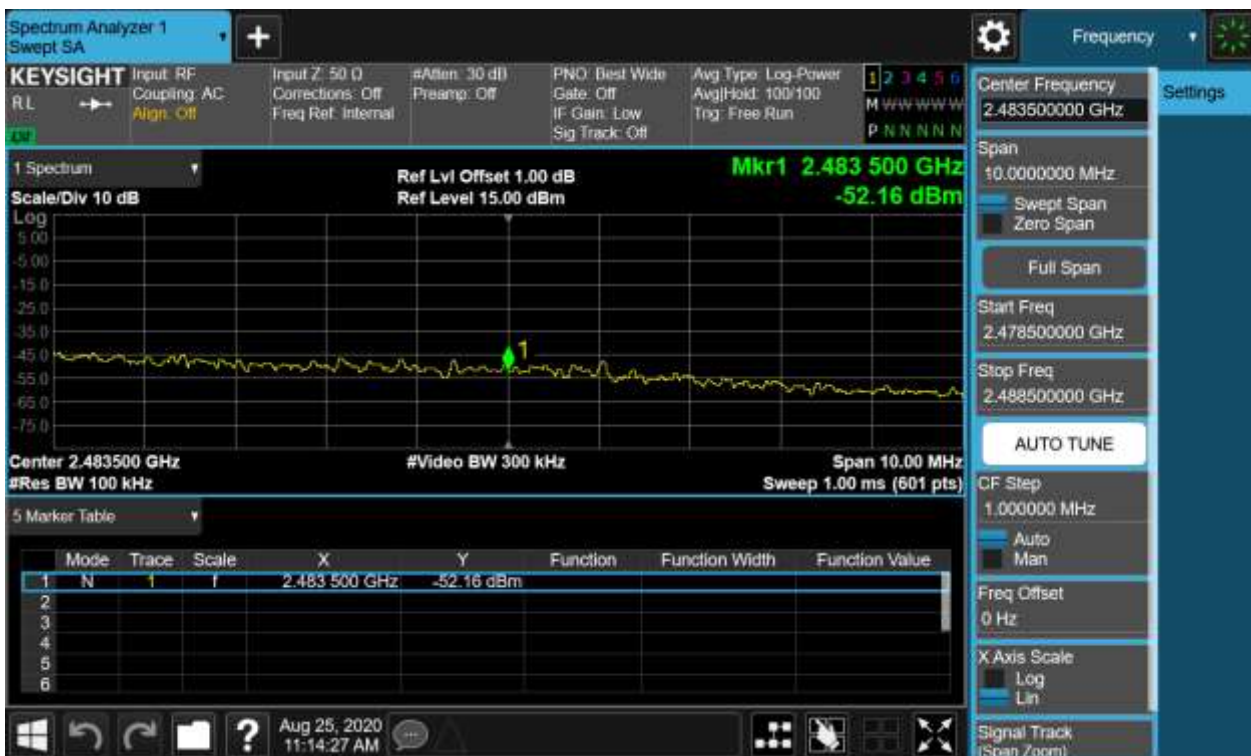 Spectrum Analyzer 1
Swept SA
+
Frequency
KEYSIGHT
RL
Input: RF
Coupling: AC
Align: Off
Input Z: 50 Ω
Corrections: Off
Freq Ref: Internal
#Atten: 30 dB
Preamp: Off
PNO: Best Wide
Gate: Off
IF Gain: Low
Sig Track: Off
Avg Type: Log-Power
Avg|Hold: 100/100
Trig: Free Run
1 2 3 4 5 6
M W W W W W
P N N N N N
1 Spectrum
Scale/Div 10 dB
Ref Lvl Offset 1.00 dB
Ref Level 15.00 dBm
Mkr1 2.483 500 GHz
-52.16 dBm
Log
5.00
-5.00
-15.0
-25.0
-35.0
-45.0
-55.0
-65.0
-75.0
1
Center 2.483500 GHz
#Res BW 100 kHz
#Video BW 300 kHz
Span 10.00 MHz
Sweep 1.00 ms (601 pts)
5 Marker Table
Mode Trace Scale X Y Function Function Width Function Value
1 N 1 f 2.483 500 GHz -52.16 dBm
2
3
4
5
6
?
Aug 25, 2020
11:14:27 AM
Center Frequency
2.483500000 GHz
Settings
Span
10.0000000 MHz
Swept Span
Zero Span
Full Span
Start Freq
2.478500000 GHz
Stop Freq
2.488500000 GHz
AUTO TUNE
CF Step
1.000000 MHz
Auto
Man
Freq Offset
0 Hz
X Axis Scale
Log
Lin
Signal Track
(Span Zoom)